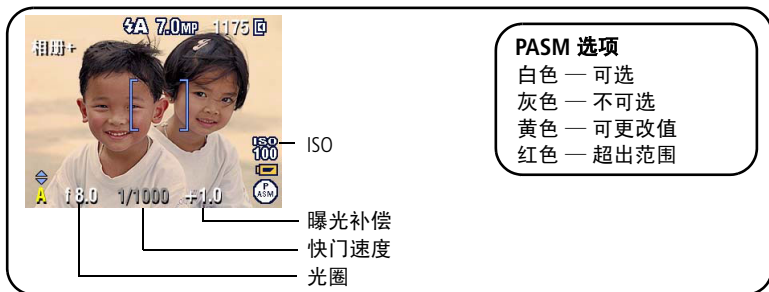 A 7.0MP 1175
相册+
ISO
100
A f 8.0 1/1000 +1.0
P
ASM
ISO
曝光补偿
快门速度
光圈
PASM 选项
白色 — 可选
灰色 — 不可选
黄色 — 可更改值
红色 — 超出范围